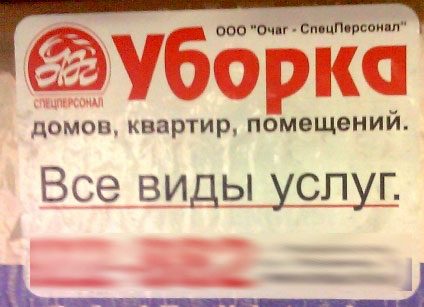 ООО "Очаг - СпецПерсонал"
Уборка
СПЕЦПЕРСОНАЛ
домов, квартир, помещений.
Все виды услуг.